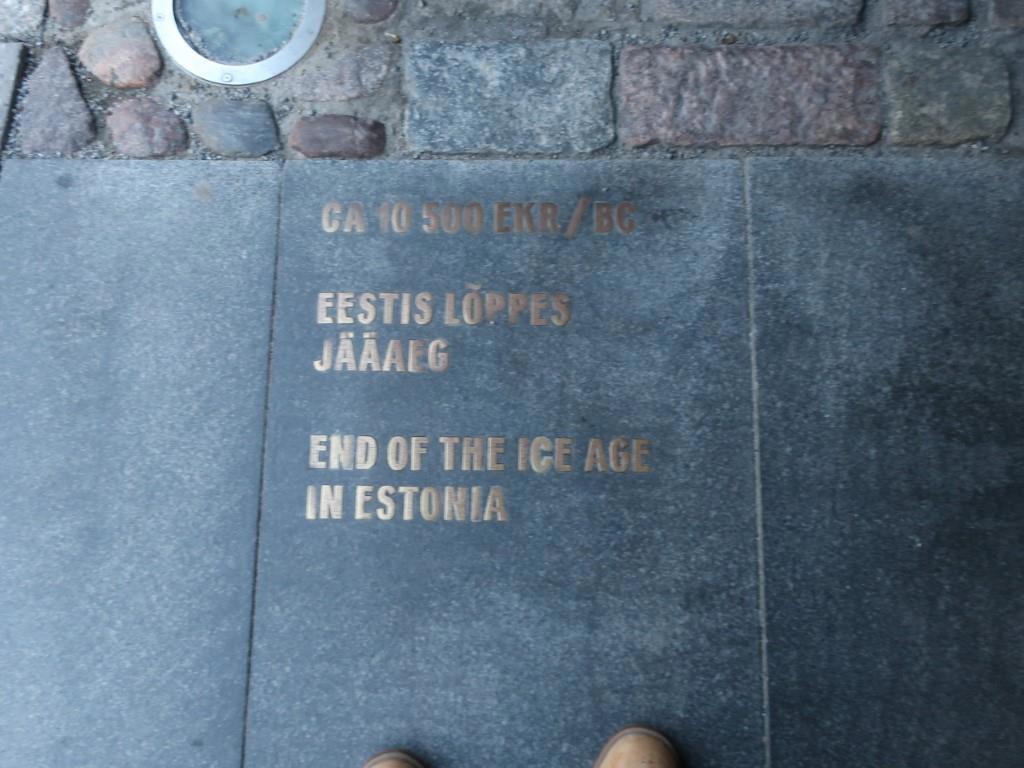 CA 10 500 EKR/BC
EESTIS LÕPPES
JÄÄAEG
END OF THE ICE AGE
IN ESTONIA